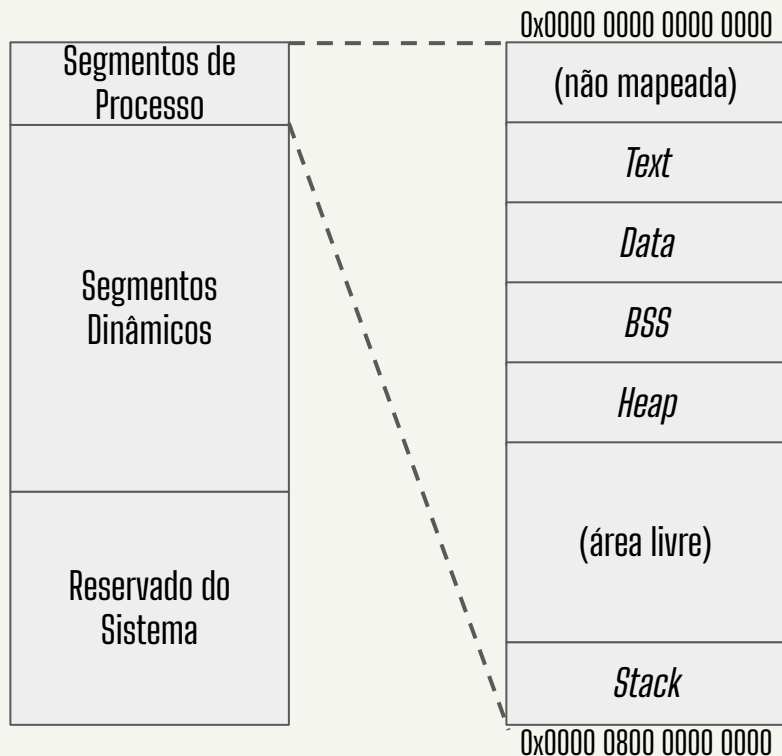 Segmentos de
Processo
Segmentos
Dinâmicos
Reservado do
Sistema
0x0000 0000 0000 0000
(não mapeada)
Text
Data
BSS
Heap
(área livre)
Stack
0x0000 0800 0000 0000